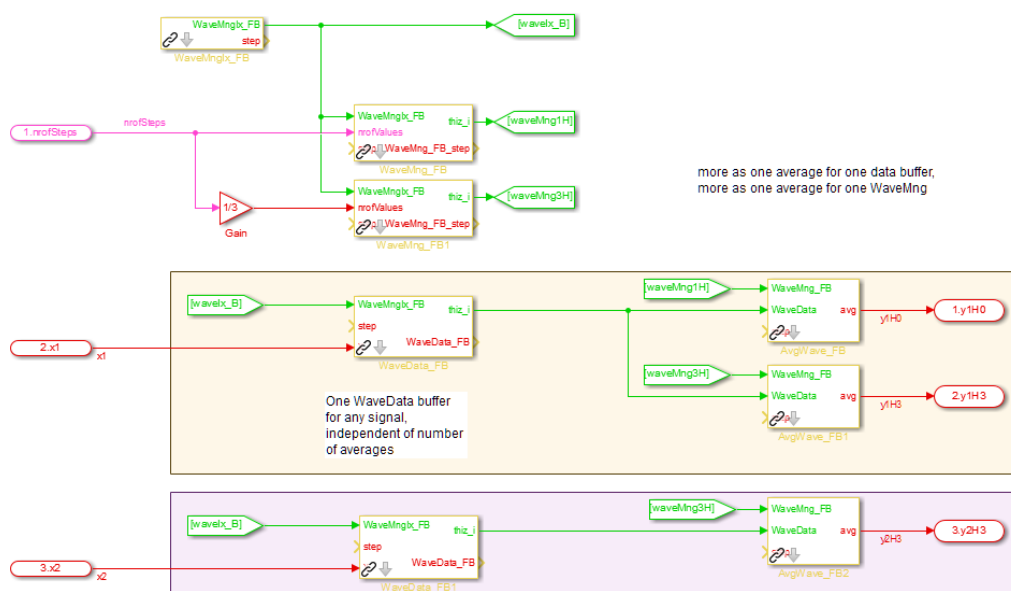 WaveMngIx_FB
step
WaveMngIx_FB
[waveIx_B]
1.nrofSteps
nrofSteps
WaveMngIx_FB
thiz_i
nrofValues
WaveMng_FB_step
WaveMng_FB
[waveMng1H]
1/3
Gain
WaveMngIx_FB
thiz_i
nrofValues
WaveMng_FB_step
WaveMng_FB1
[waveMng3H]
more as one average for one data buffer,
more as one average for one WaveMng
[waveIx_B]
2.x1
x1
WaveMngIx_FB
thiz_i
step
WaveData_FB
WaveData_FB
One WaveData buffer
for any signal,
independent of number
of averages
[waveMng1H]
WaveMng_FB
WaveData
avg
AvgWave_FB
y1H0
1.y1H0
[waveMng3H]
WaveMng_FB
WaveData
avg
AvgWave_FB1
y1H3
2.y1H3
[waveIx_B]
3.x2
x2
WaveMngIx_FB
thiz_i
step
WaveData_FB
WaveData_FB1
[waveMng3H]
WaveMng_FB
WaveData
avg
AvgWave_FB2
y2H3
3.y2H3